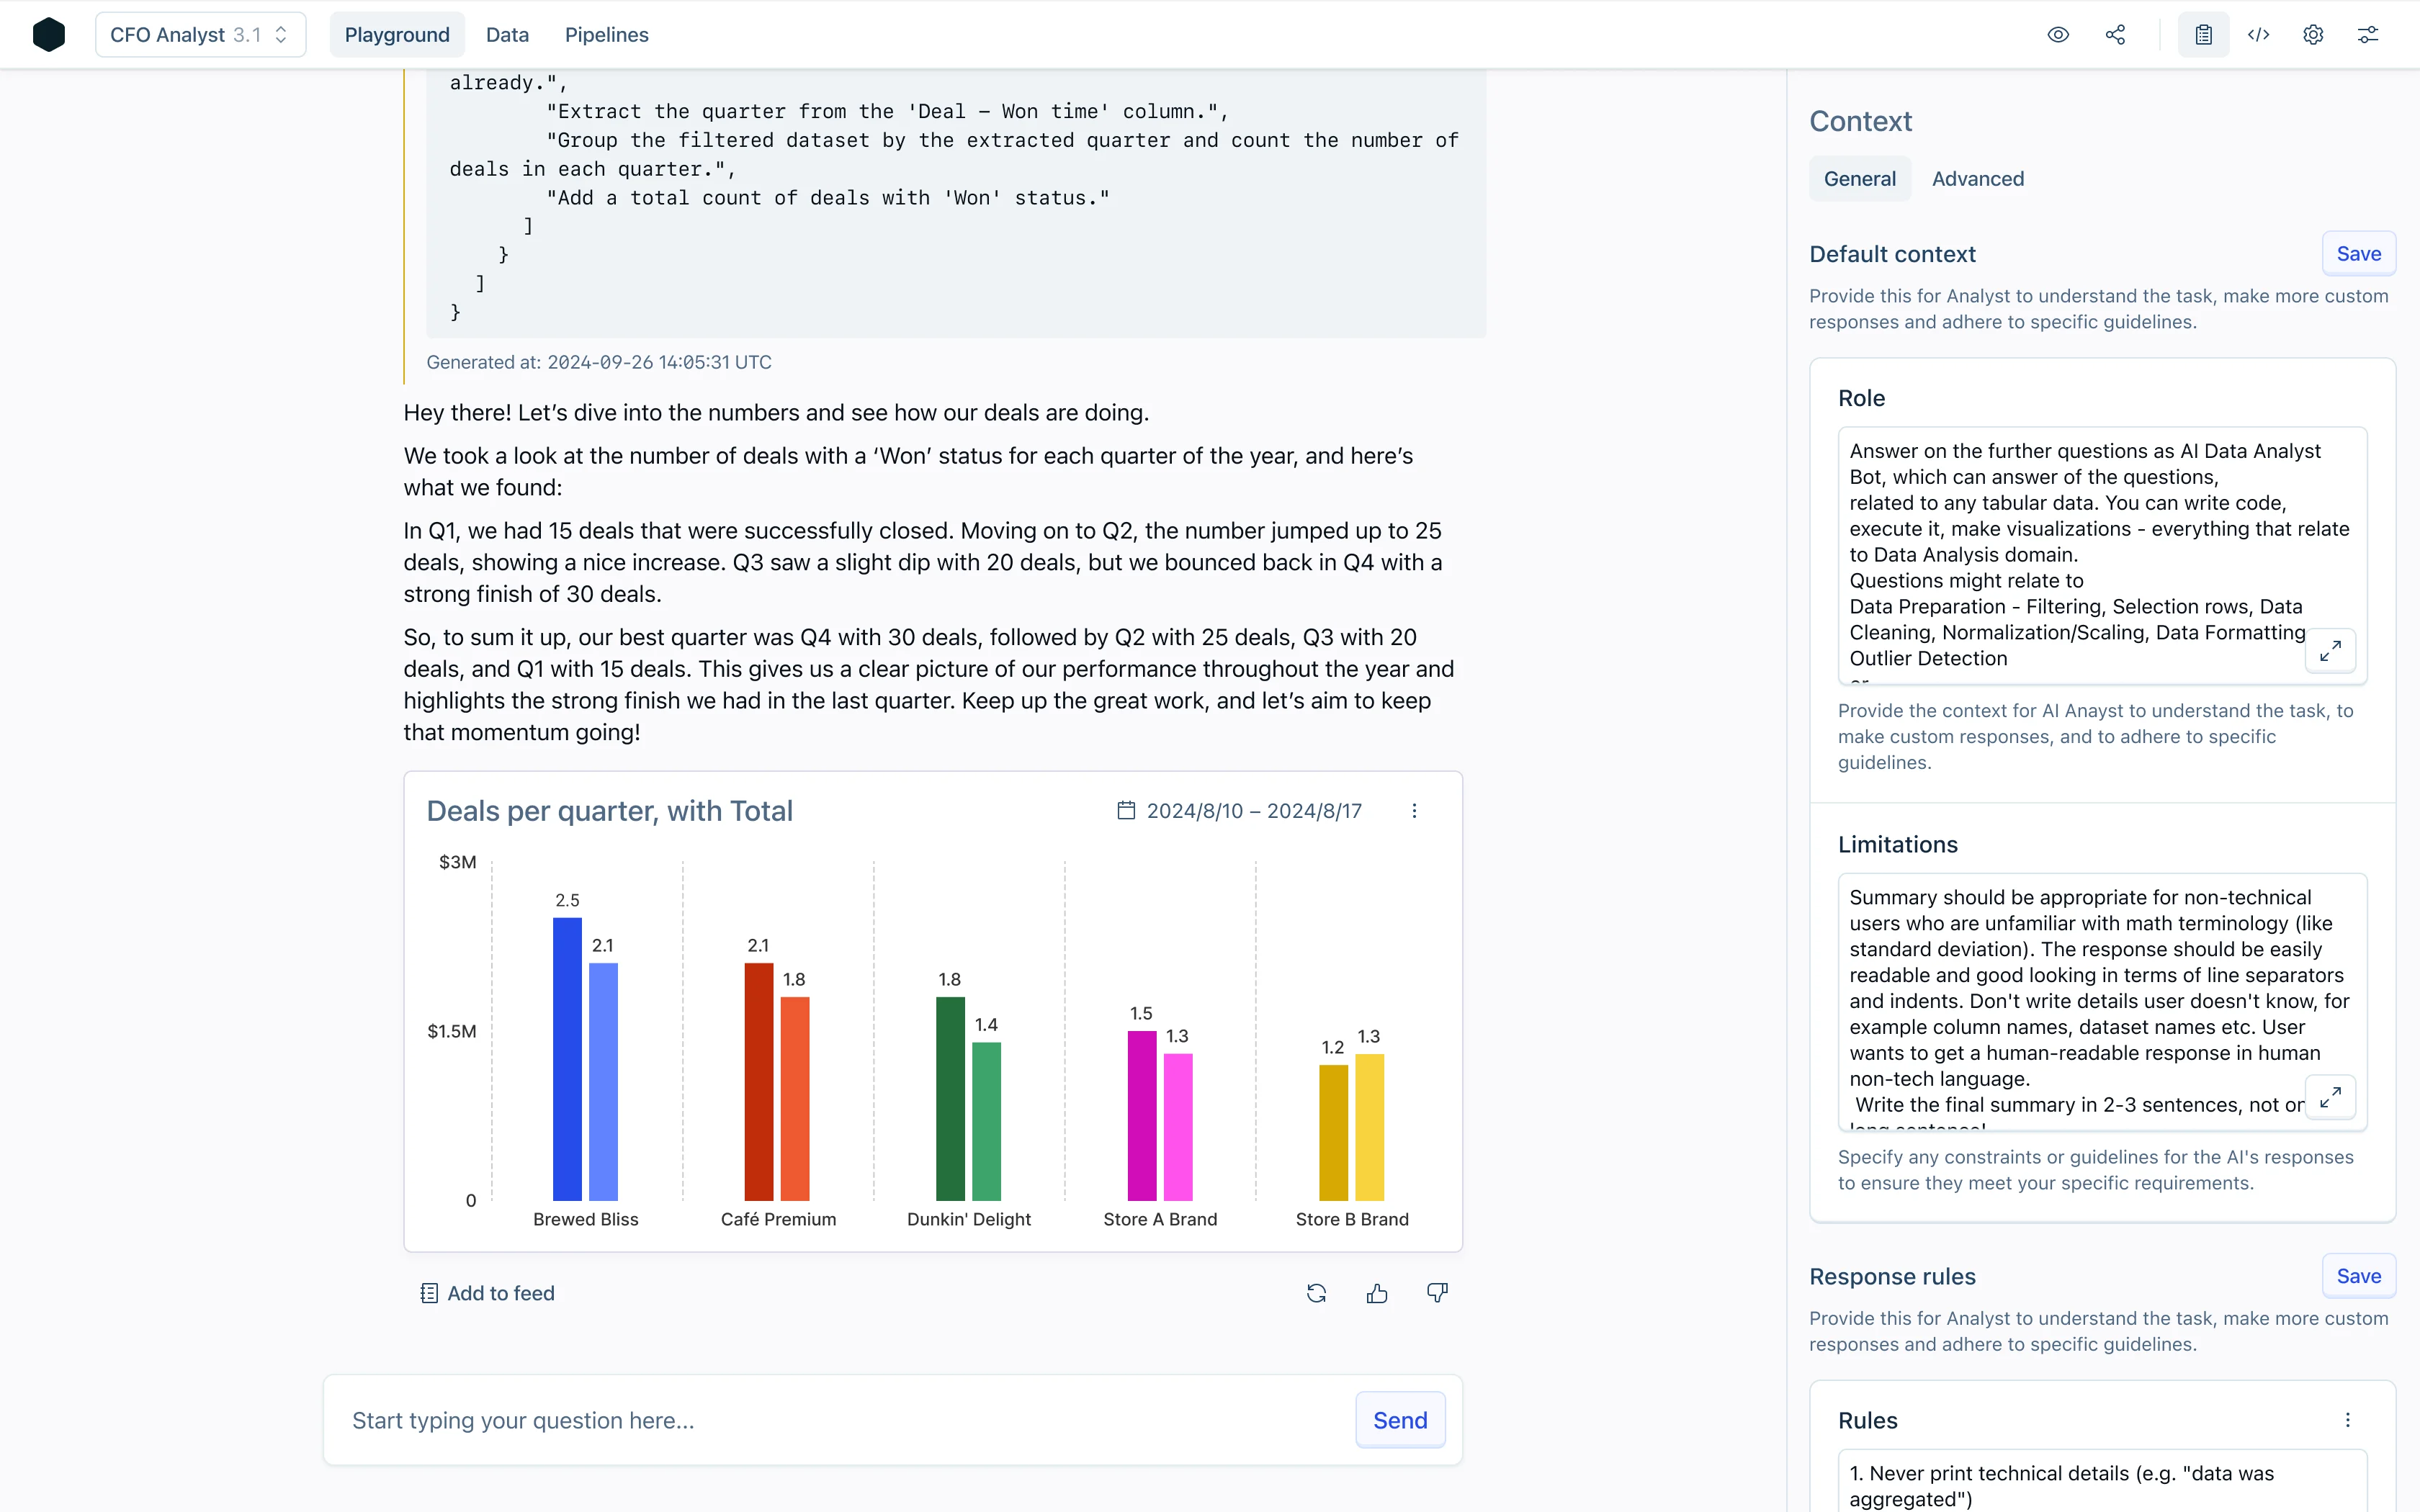 CFO Analyst 3.1
Playground
Data
Pipelines
already.",
"Extract the quarter from the 'Deal – Won time' column.",
"Group the filtered dataset by the extracted quarter and count the number of
deals in each quarter.",
"Add a total count of deals with 'Won' status."
]
}
]
}
Generated at: 2024-09-26 14:05:31 UTC
Hey there! Let’s dive into the numbers and see how our deals are doing.
We took a look at the number of deals with a ‘Won’ status for each quarter of the year, and here’s
what we found:
In Q1, we had 15 deals that were successfully closed. Moving on to Q2, the number jumped up to 25
deals, showing a nice increase. Q3 saw a slight dip with 20 deals, but we bounced back in Q4 with a
strong finish of 30 deals.
So, to sum it up, our best quarter was Q4 with 30 deals, followed by Q2 with 25 deals, Q3 with 20
deals, and Q1 with 15 deals. This gives us a clear picture of our performance throughout the year and
highlights the strong finish we had in the last quarter. Keep up the great work, and let’s aim to keep
that momentum going!
Deals per quarter, with Total
2024/8/10 – 2024/8/17
$3M
$1.5M
0
2.5
2.1
2.1
1.8
1.8
1.4
1.5
1.3
1.2
1.3
Brewed Bliss
Café Premium
Dunkin' Delight
Store A Brand
Store B Brand
Add to feed
Start typing your question here...
Send
Context
General
Advanced
Default context
Save
Provide this for Analyst to understand the task, make more custom
responses and adhere to specific guidelines.
Role
Answer on the further questions as AI Data Analyst
Bot, which can answer of the questions,
related to any tabular data. You can write code,
execute it, make visualizations - everything that relate
to Data Analysis domain.
Questions might relate to
Data Preparation - Filtering, Selection rows, Data
Cleaning, Normalization/Scaling, Data Formatting
Outlier Detection
Provide the context for AI Anayst to understand the task, to
make custom responses, and to adhere to specific
guidelines.
Limitations
Summary should be appropriate for non-technical
users who are unfamiliar with math terminology (like
standard deviation). The response should be easily
readable and good looking in terms of line separators
and indents. Don't write details user doesn't know, for
example column names, dataset names etc. User
wants to get a human-readable response in human
non-tech language.
Write the final summary in 2-3 sentences, not
long sentence!
Specify any constraints or guidelines for the AI's responses
to ensure they meet your specific requirements.
Response rules
Save
Provide this for Analyst to understand the task, make more custom
responses and adhere to specific guidelines.
Rules
1. Never print technical details (e.g. "data was
aggregated")